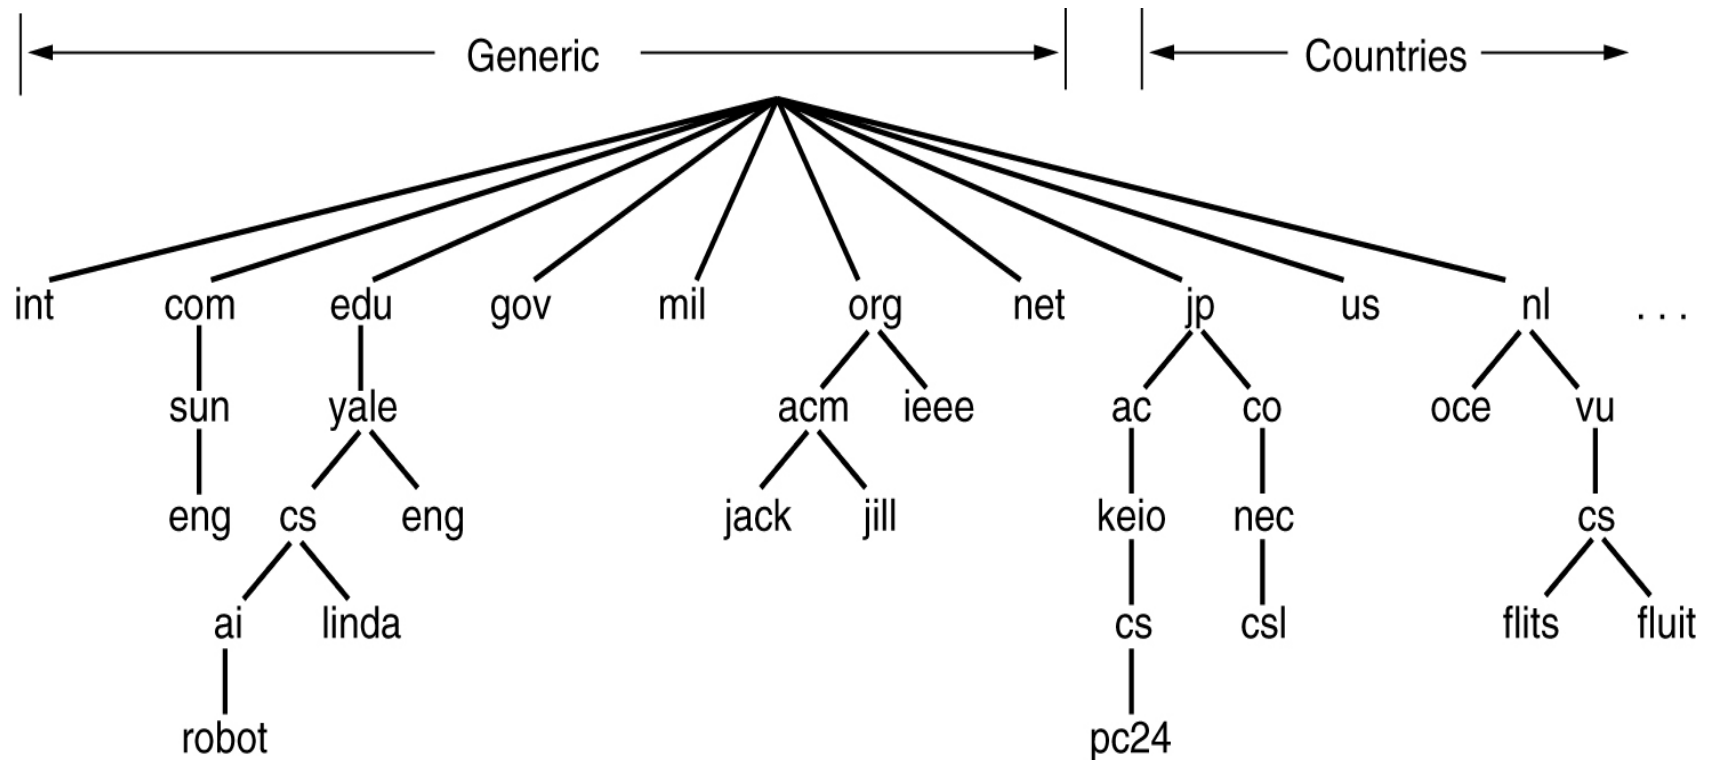 Generic Countries
int com edu gov mil org net jp us nl . . .
sun yale acm ieee ac co oce vu
eng cs eng jack jill keio nec cs
ai linda cs csl flits fluit
robot pc24